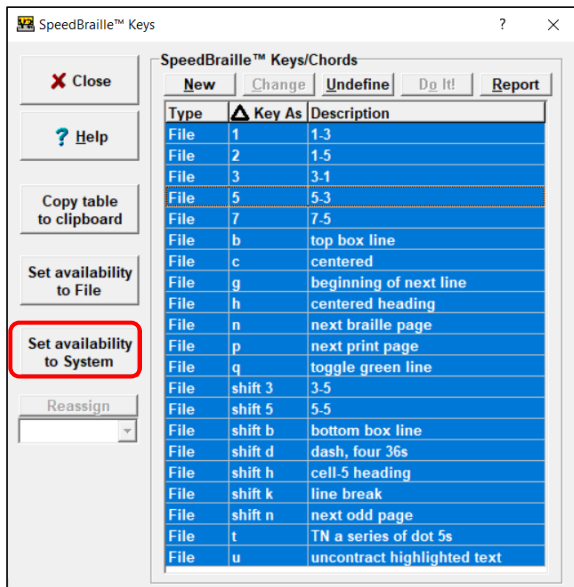 SpeedBraille™ Keys
?
Close
Help
Copy table
to clipboard
Set availability
to File
Set availability
to System
Reassign
SpeedBraille™ Keys/Chords
New Change Undefine Do It! Report
Type Key As Description
File 1 1-3
File 2 1-5
File 3 3-1
File 5 5-3
File 7 7-5
File b top box line
File c centered
File g beginning of next line
File h centered heading
File n next braille page
File p next print page
File q toggle green line
File shift 3 3-5
File shift 5 5-5
File shift b bottom box line
File shift d dash, four 36s
File shift h cell-5 heading
File shift k line break
File shift n next odd page
File t TN a series of dot 5s
File u uncontract highlighted text